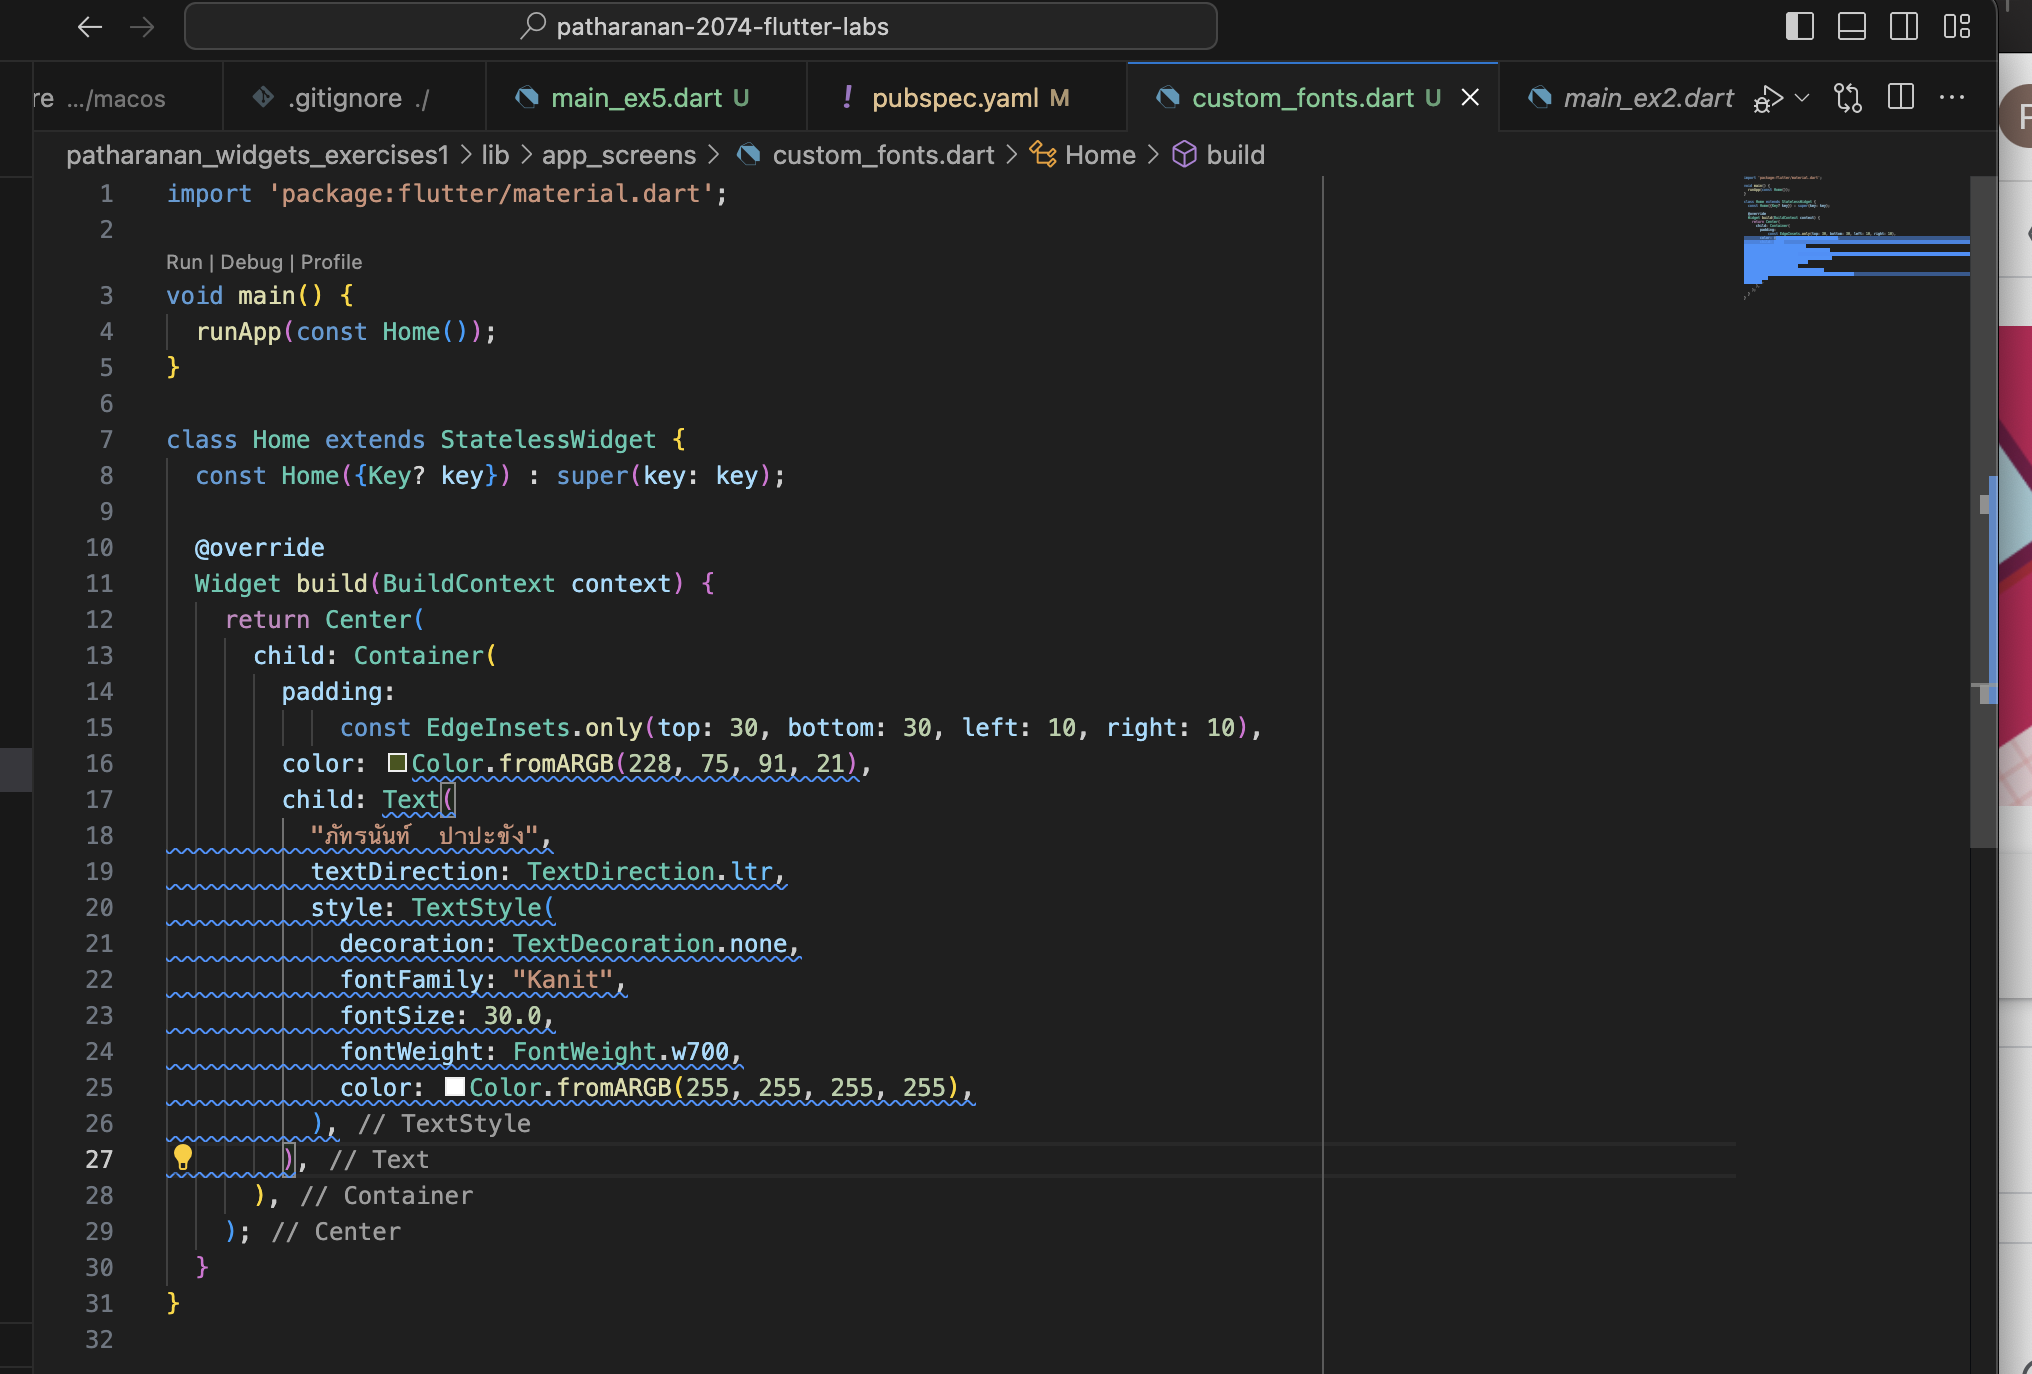 patharanan-2074-flutter-labs
re .../macos
.gitignore ./
main_ex5.dart U
! pubspec.yaml M
custom_fonts.dart U
main_ex2.dart
patharanan_widgets_exercises1 > lib > app_screens > custom_fonts.dart > Home > build
1 import 'package:flutter/material.dart';
2
Run | Debug | Profile
3 void main() {
4 runApp(const Home());
5 }
6
7 class Home extends StatelessWidget {
8 const Home({Key? key}) : super(key: key);
9
10 @override
11 Widget build(BuildContext context) {
12 return Center(
13 child: Container(
14 padding:
15 const EdgeInsets.only(top: 30, bottom: 30, left: 10, right: 10),
16 color: Color.fromARGB(228, 75, 91, 21),
17 child: Text(
18 "ภัทรนันท์  ปาปะขัง",
19 textDirection: TextDirection.ltr,
20 style: TextStyle(
21 decoration: TextDecoration.none,
22 fontFamily: "Kanit",
23 fontSize: 30.0,
24 fontWeight: FontWeight.w700,
25 color: Color.fromARGB(255, 255, 255, 255),
26 ), // TextStyle
27 ), // Text
28 ), // Container
29 ); // Center
30 }
31 }
32